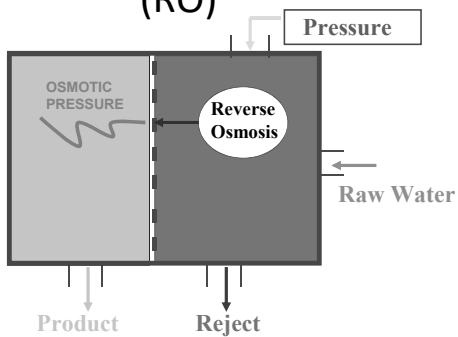 (RO)
Pressure
OSMOTIC
PRESSURE
Reverse
Osmosis
Raw Water
Product
Reject